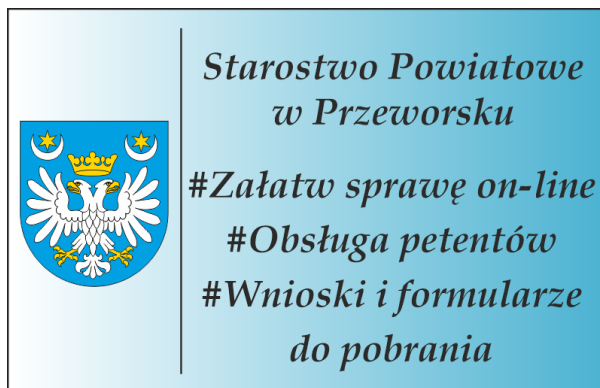 Starostwo Powiatowe
w Przeworsku
#Załatw sprawę on-line
#Obsługa petentów
#Wnioski i formularze
do pobrania